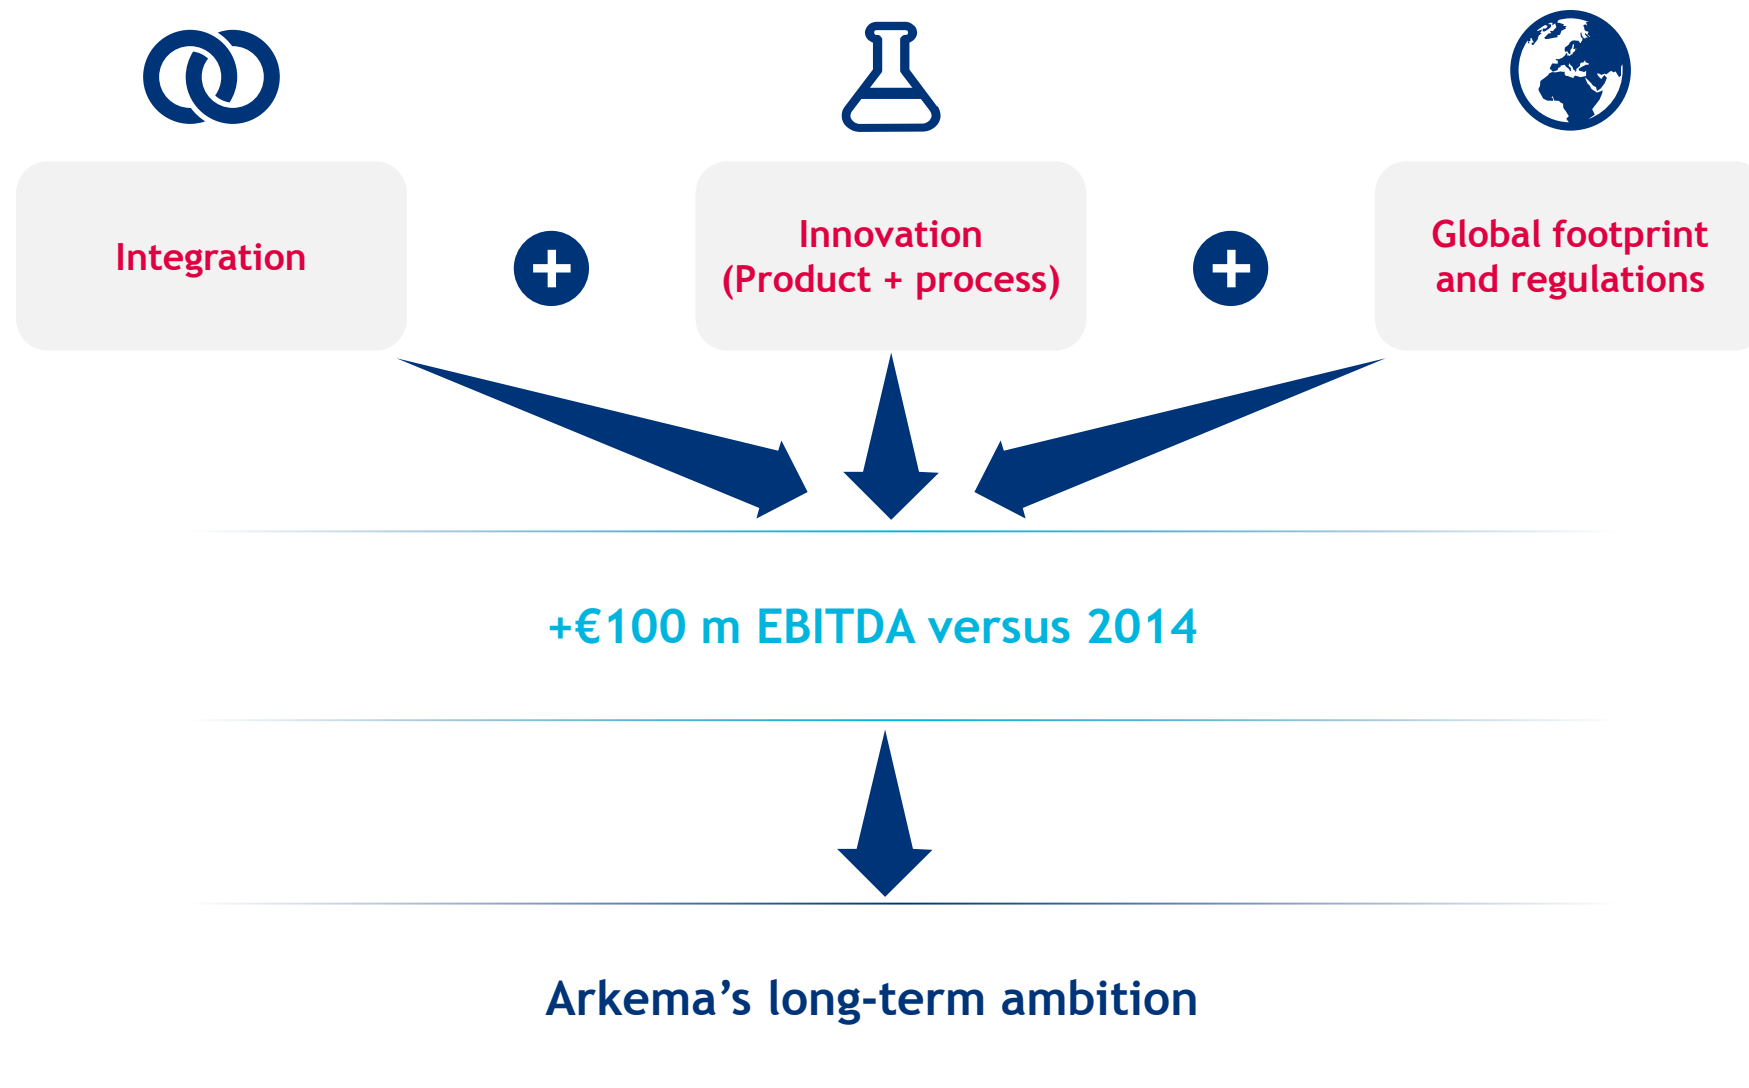 Integration
Innovation
(Product + process)
Global footprint
and regulations
+€100 m EBITDA versus 2014
Arkema’s long-term ambition